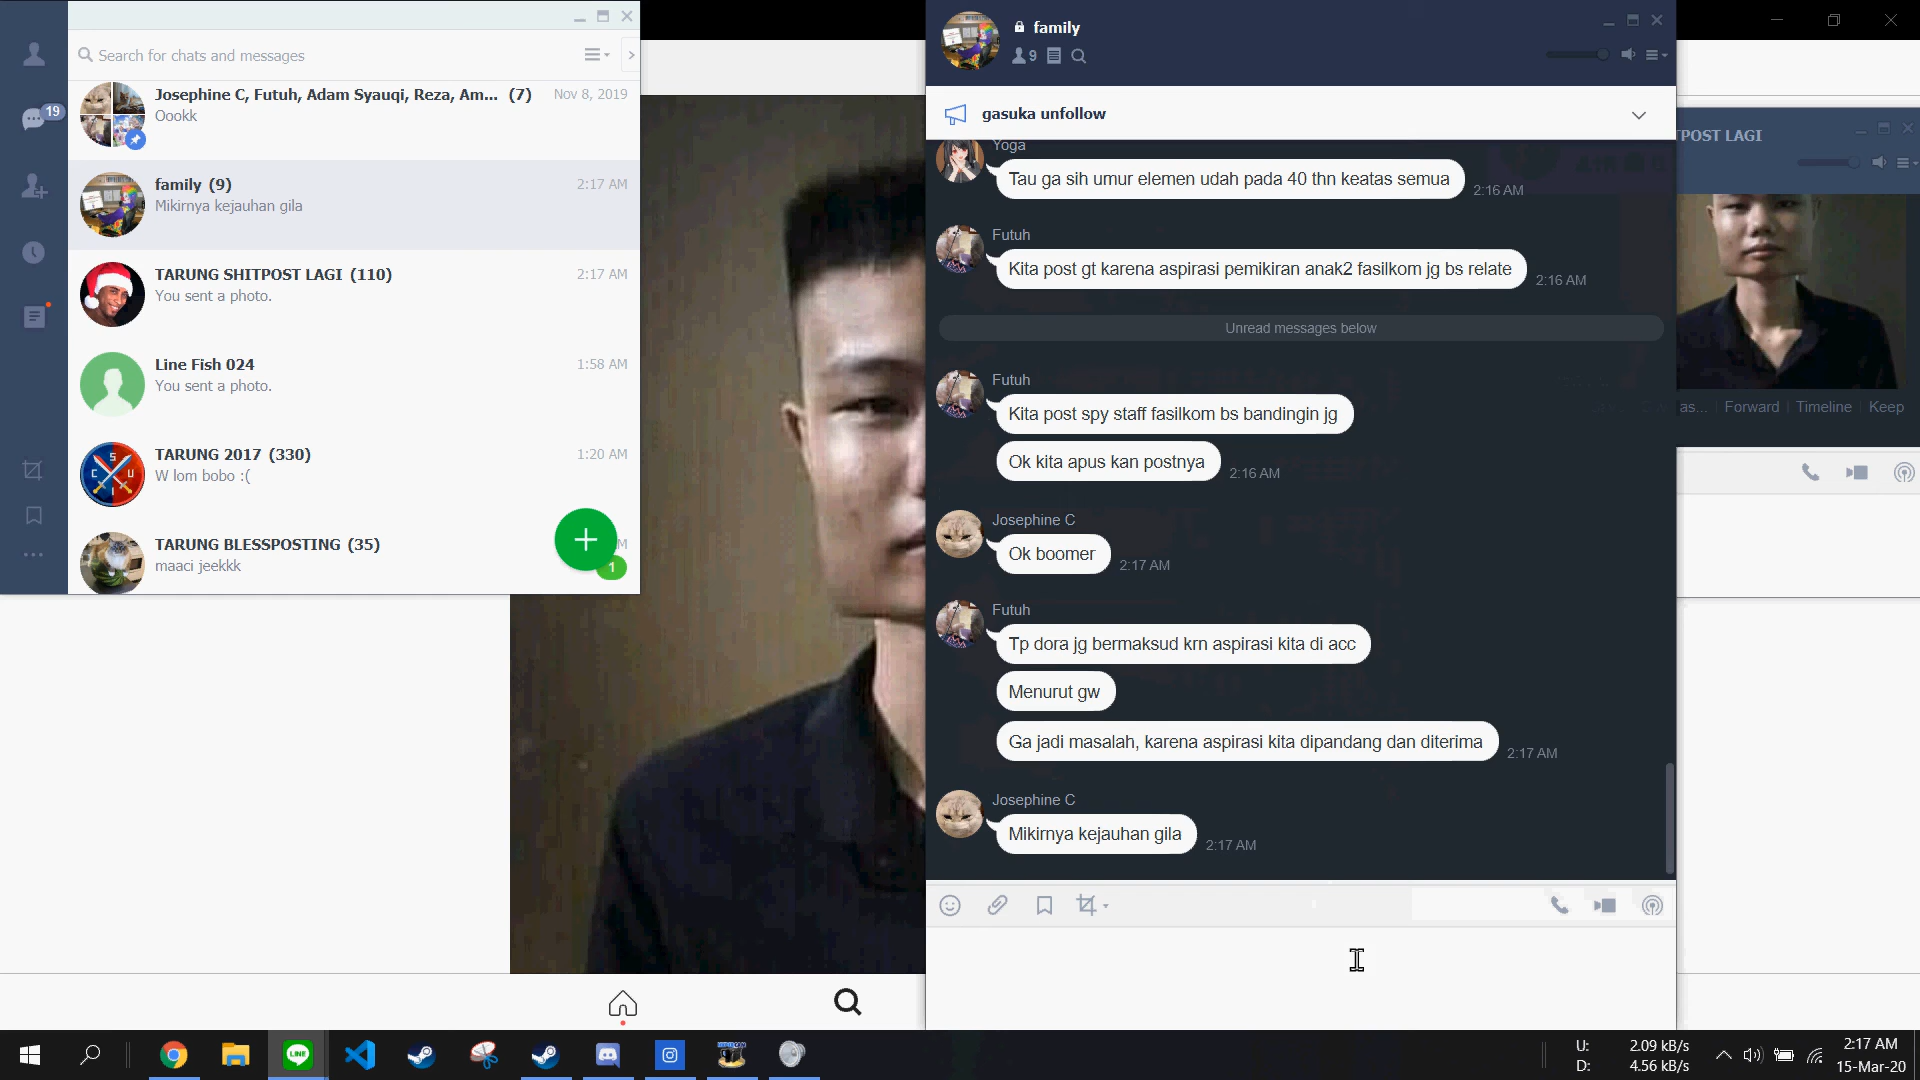 Search for chats and messages
19
Josephine C, Futuh, Adam Syauqi, Reza, Am... (7)
Nov 8, 2019
Oookk
family (9)
2:17 AM
Mikirnya kejauhan gila
TARUNG SHITPOST LAGI (110)
2:17 AM
You sent a photo.
Line Fish 024
1:58 AM
You sent a photo.
TARUNG 2017 (330)
1:20 AM
W lom bobo :(
TARUNG BLESSPOSTING (35)
M
maaci jeekkk
1
family
9
gasuka unfollow
Yoga
Tau ga sih umur elemen udah pada 40 thn keatas semua
2:16 AM
Futuh
Kita post gt karena aspirasi pemikiran anak2 fasilkom jg bs relate
2:16 AM
Unread messages below
Futuh
Kita post spy staff fasilkom bs bandingin jg
Ok kita apus kan postnya
2:16 AM
Josephine C
Ok boomer
2:17 AM
Futuh
Tp dora jg bermaksud krn aspirasi kita di acc
Menurut gw
Ga jadi masalah, karena aspirasi kita dipandang dan diterima
2:17 AM
Josephine C
Mikirnya kejauhan gila
2:17 AM
POST LAGI
as...
Forward
Timeline
Keep
LINE
U: 2.09 kB/s
D: 4.56 kB/s
2:17 AM
15-Mar-20